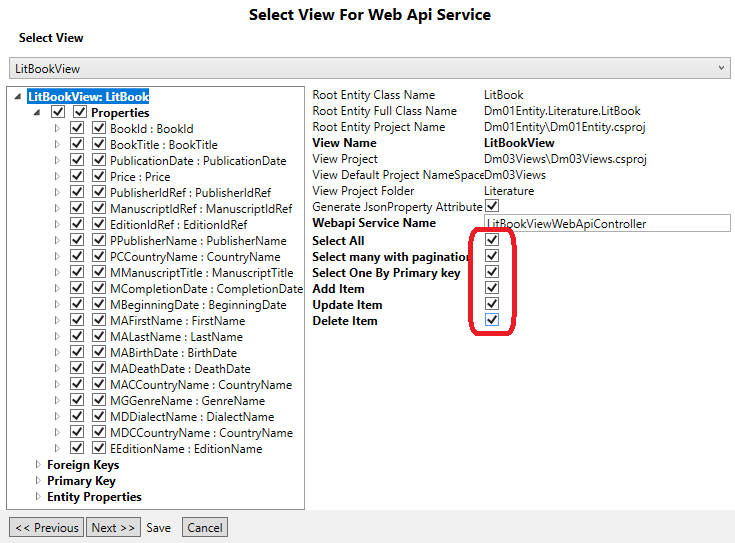 Select View For Web Api Service
Select View
LitBookView
LitBookView: LitBook
Properties
BookId : BookId
BookTitle : BookTitle
PublicationDate : PublicationDate
Price : Price
PublisherIdRef : PublisherIdRef
ManuscriptIdRef : ManuscriptIdRef
EditionIdRef : EditionIdRef
PPublisherName : PublisherName
PCCountryName : CountryName
MManuscriptTitle : ManuscriptTitle
MCompletionDate : CompletionDate
MBeginningDate : BeginningDate
MAFirstName : FirstName
MALastName : LastName
MABirthDate : BirthDate
MADeathDate : DeathDate
MACCountryName : CountryName
MGGenreName : GenreName
MDDialectName : DialectName
MDCCountryName : CountryName
EEditionName : EditionName
Foreign Keys
Primary Key
Entity Properties
Root Entity Class Name LitBook
Root Entity Full Class Name Dm01Entity.Literature.LitBook
Root Entity Project Name Dm01Entity\Dm01Entity.csproj
View Name LitBookView
View Project Dm03Views\Dm03Views.csproj
View Default Project NameSpace Dm03Views
View Project Folder Literature
Generate JsonProperty Attribute
Webapi Service Name LitBookViewWebApiController
Select All
Select many with pagination
Select One By Primary key
Add Item
Update Item
Delete Item
<< Previous Next >> Save Cancel